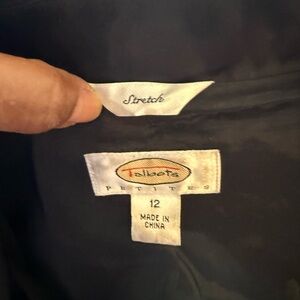 Stretch
Talbots
PETITES
12
MADE IN
CHINA